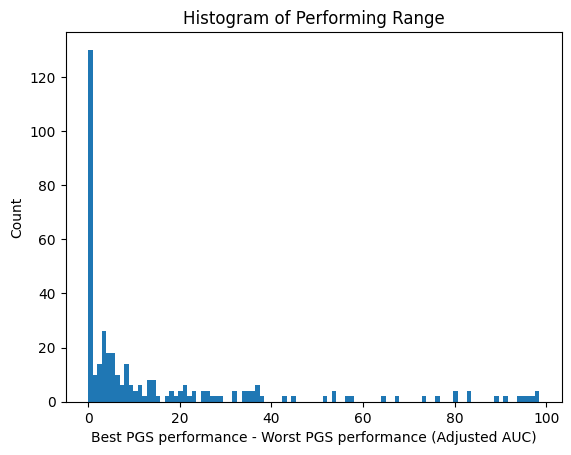 Histogram of Performing Range
120
100
80
60
40
20
0
Count
0 20 40 60 80 100
Best PGS performance - Worst PGS performance (Adjusted AUC)